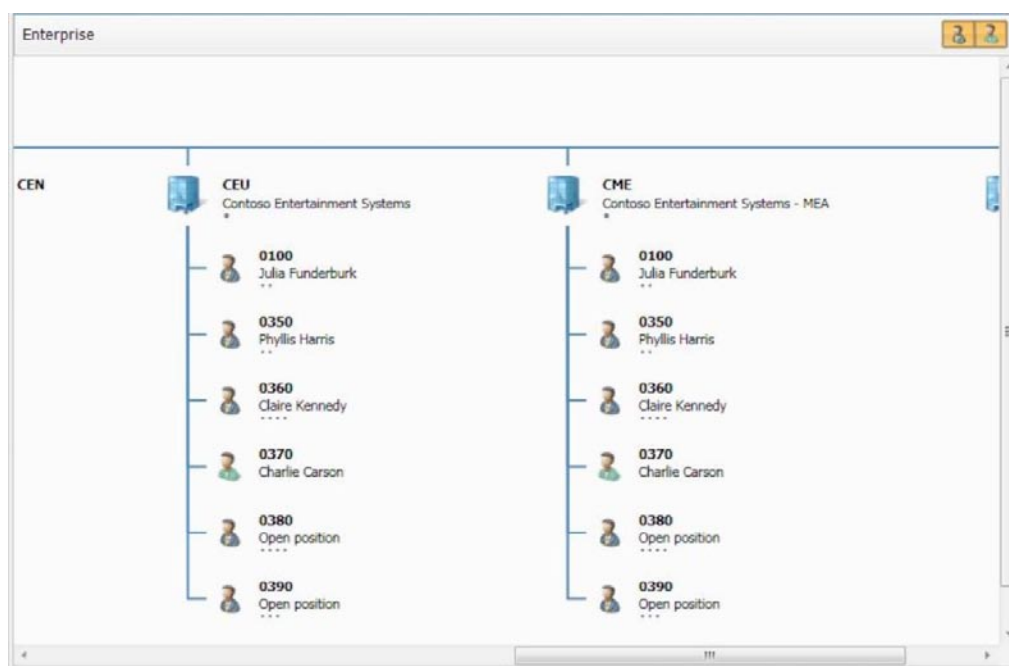 Enterprise
CEN
CEU
Contoso Entertainment Systems
0100
Julia Funderburk
0350
Phyllis Harris
0360
Claire Kennedy
0370
Charlie Carson
0380
Open position
0390
Open position
CME
Contoso Entertainment Systems - MEA
0100
Julia Funderburk
0350
Phyllis Harris
0360
Claire Kennedy
0370
Charlie Carson
0380
Open position
0390
Open position